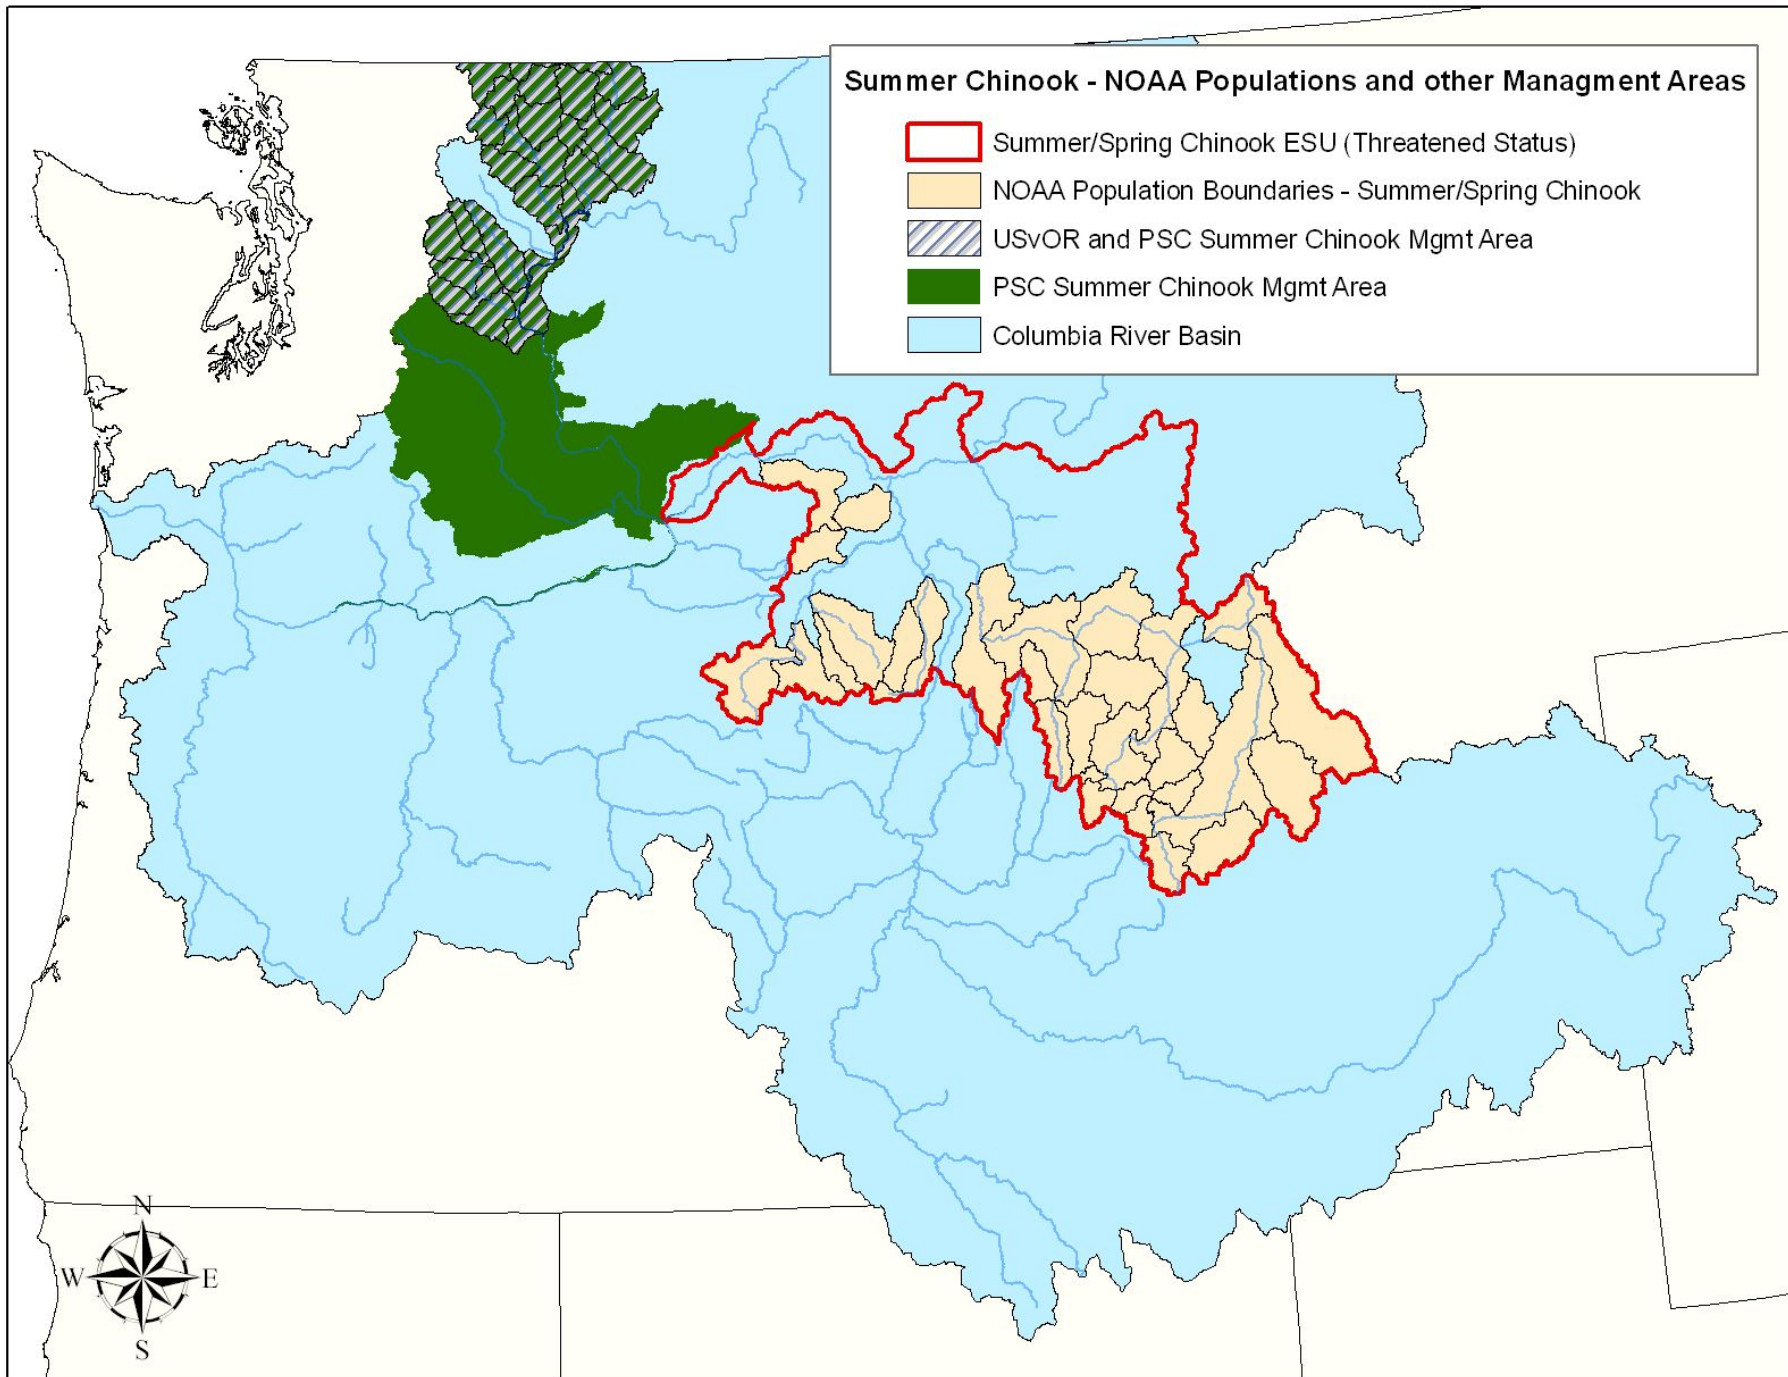 Summer Chinook - NOAA Populations and other Managment Areas
Summer/Spring Chinook ESU (Threatened Status)
NOAA Population Boundaries - Summer/Spring Chinook
USvOR and PSC Summer Chinook Mgmt Area
PSC Summer Chinook Mgmt Area
Columbia River Basin
N
W E
S